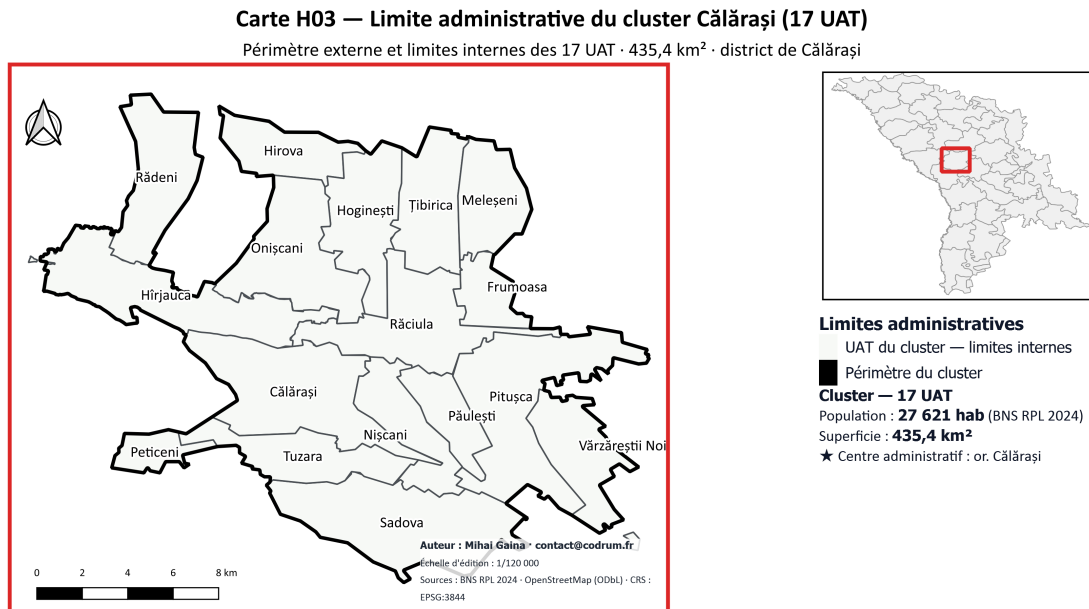 Carte H03 — Limite administrative du cluster Călărași (17 UAT)
Périmètre externe et limites internes des 17 UAT · 435,4 km² · district de Călărași
Hirova
Rădeni
Hoginești
Țibirica
Meleșeni
Onișcani
Frumoasa
Hîrjauca
Răciula
Călărași
Pitușca
Păulești
Nișcani
Vărzăreștii Noi
Peticeni
Tuzara
Sadova
Auteur : Mihai Gaina · contact@codrum.fr
Échelle d'édition : 1/120 000
Sources : BNS RPL 2024 · OpenStreetMap (ODbL) · CRS :
EPSG:3844
0 2 4 6 8 km
Limites administratives
UAT du cluster — limites internes
Périmètre du cluster
Cluster — 17 UAT
Population : 27 621 hab (BNS RPL 2024)
Superficie : 435,4 km²
★ Centre administratif : or. Călărași